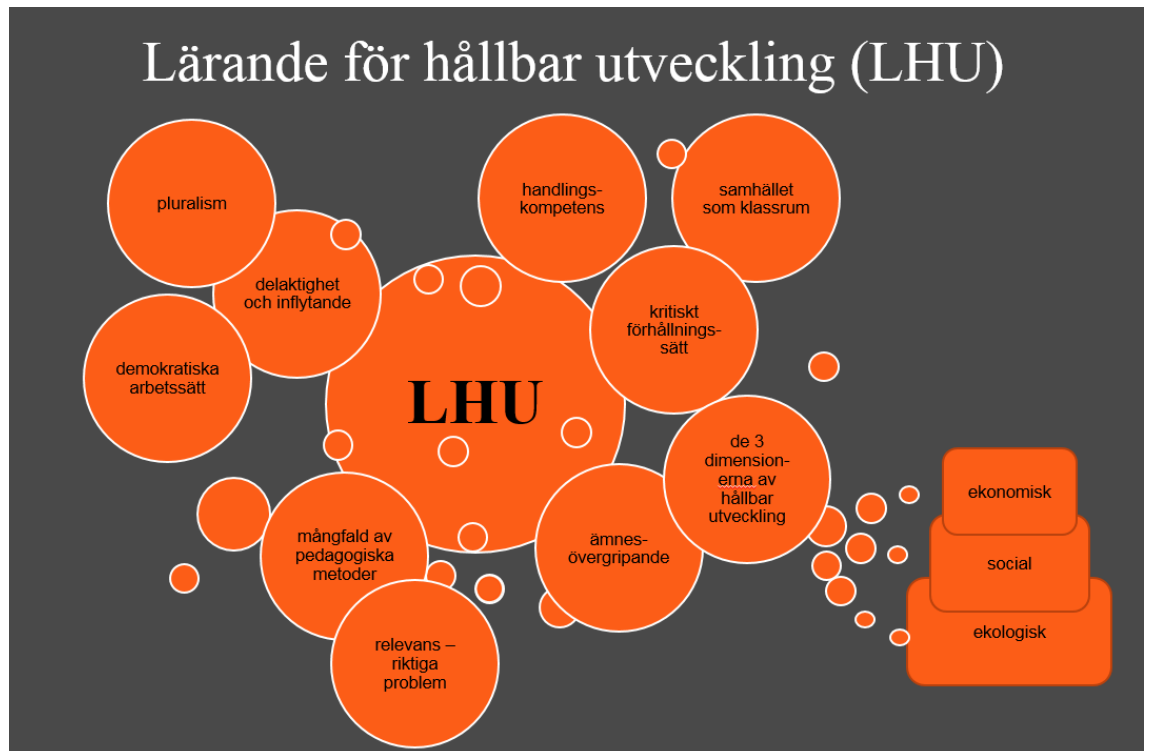 Lärande för hållbar utveckling (LHU)
pluralism
delaktighet
och inflytande
demokratiska
arbetssätt
handlings-
kompetens
samhället
som klassrum
kritiskt
förhållnings-
sätt
LHU
de 3
dimension-
erna av
hållbar
utveckling
ämnes-
övergripande
mångfald av
pedagogiska
metoder
relevans –
riktiga
problem
ekonomisk
social
ekologisk